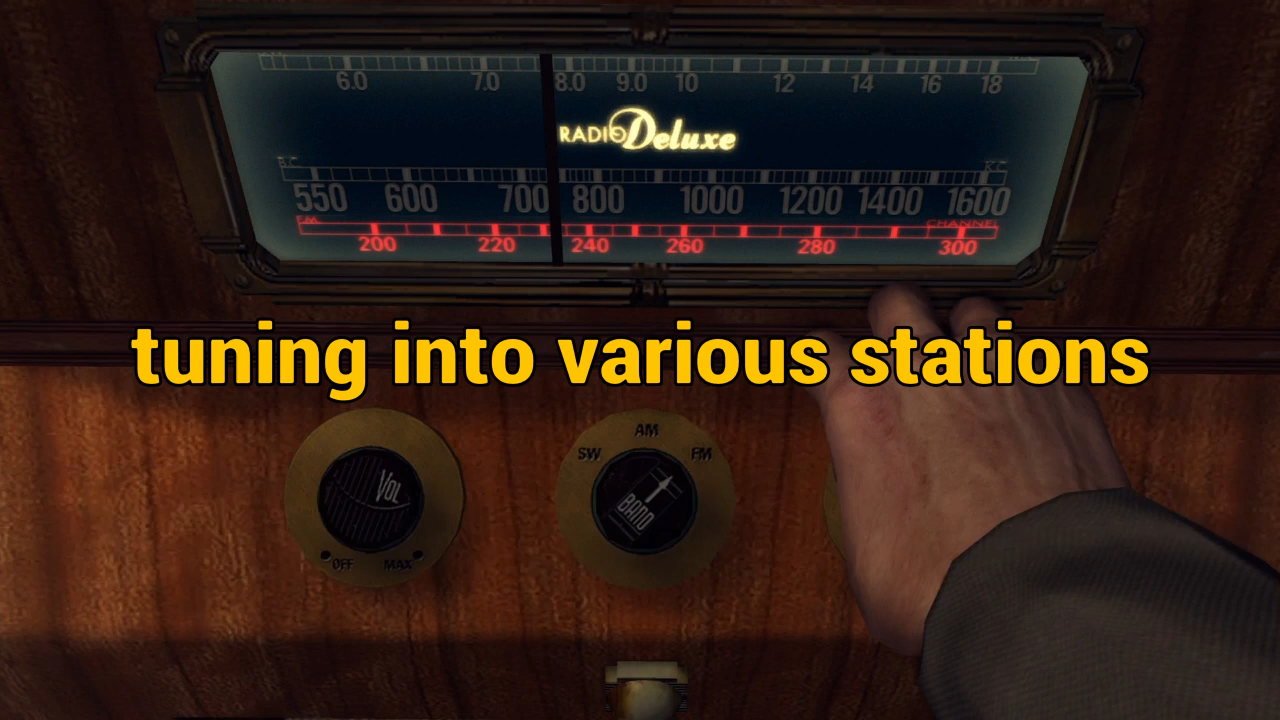 6.0 7.0 8.0 9.0 10 12 14 16 18
RADIO Deluxe
B.C. K.C.
550 600 700 800 1000 1200 1400 1600
F.M. CHANNEL
200 220 240 260 280 300
tuning into various stations
AM
SW FM
VOL
BAND
OFF MAX